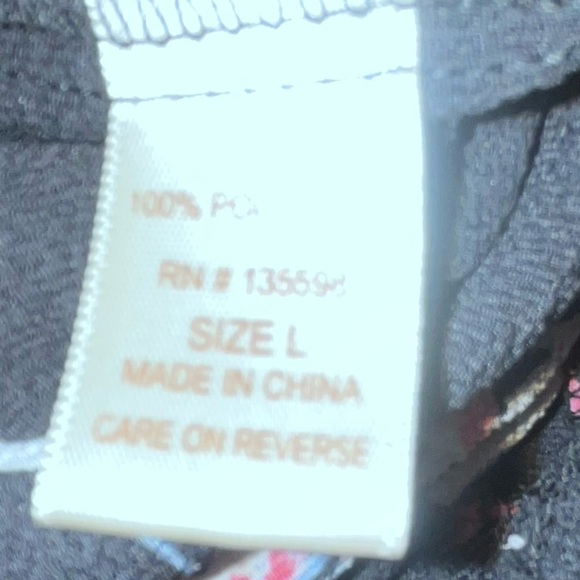 100%
RN #
SIZE L
MADE IN CHINA
CARE ON REVERSE